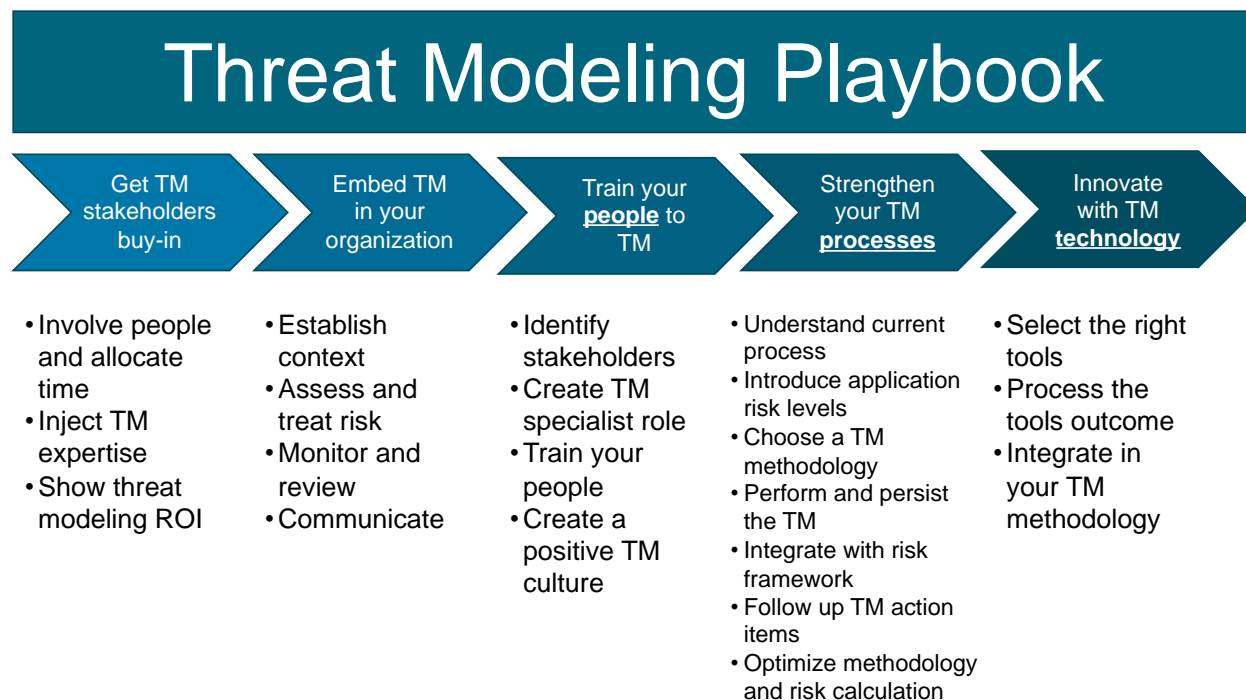 Threat Modeling Playbook
Get TM
stakeholders
buy-in
Embed TM
in your
organization
Train your
people to
TM
Strengthen
your TM
processes
Innovate
with TM
technology
• Involve people
and allocate
time
• Inject TM
expertise
• Show threat
modeling ROI
• Establish
context
• Assess and
treat risk
• Monitor and
review
• Communicate
• Identify
stakeholders
• Create TM
specialist role
• Train your
people
• Create a
positive TM
culture
• Understand current
process
• Introduce application
risk levels
• Choose a TM
methodology
• Perform and persist
the TM
• Integrate with risk
framework
• Follow up TM action
items
• Optimize methodology
and risk calculation
• Select the right
tools
• Process the
tools outcome
• Integrate in
your TM
methodology